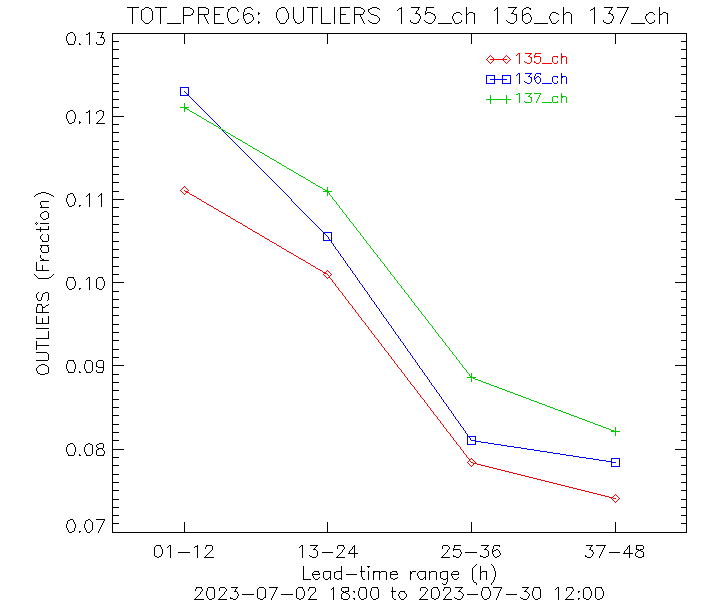 TOT_PREC6: OUTLIERS 135_ch 136_ch 137_ch
135_ch
136_ch
137_ch
OUTLIERS (Fraction)
0.13
0.12
0.11
0.10
0.09
0.08
0.07
01-12 13-24 25-36 37-48
Lead-time range (h)
2023-07-02 18:00 to 2023-07-30 12:00